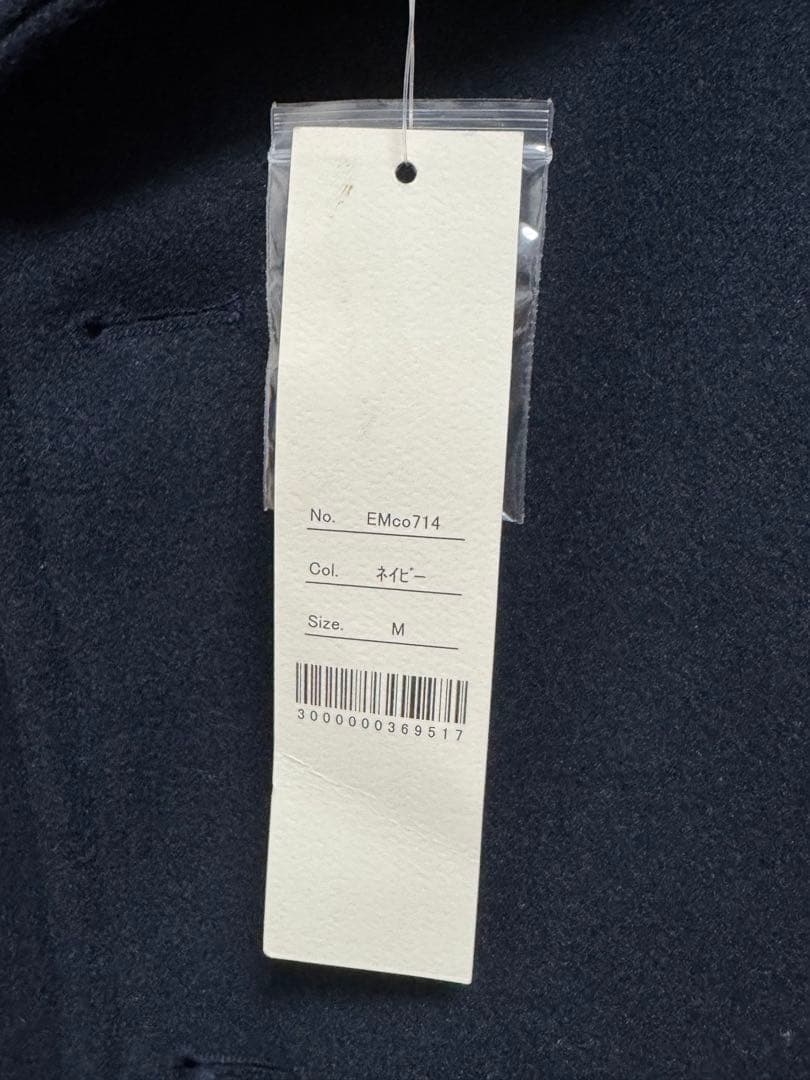 No. EMco714
Col. ﾈｲﾋﾞｰ
Size. M
3000000369517